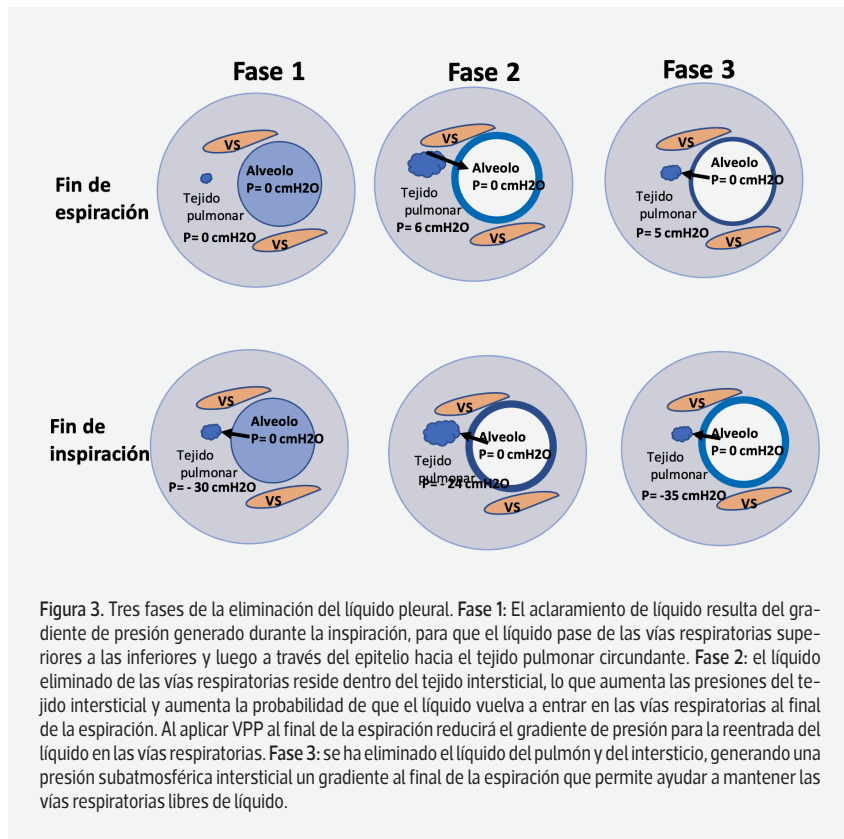 Fase 1
Fase 2
Fase 3
Fin de
espiración
VS
Alveolo
P= 0 cmH2O
Tejido
pulmonar
P= 0 cmH2O
VS
VS
Alveolo
P= 0 cmH2O
Tejido
pulmonar
P= 6 cmH2O
VS
VS
Alveolo
P= 0 cmH2O
Tejido
pulmonar
P= 5 cmH2O
VS
Fin de
inspiración
VS
Alveolo
P= 0 cmH2O
Tejido
pulmonar
P= - 30 cmH2O
VS
VS
Alveolo
P= 0 cmH2O
Tejido
pulmonar
P= - 24 cmH2O
VS
VS
Alveolo
P= 0 cmH2O
Tejido
pulmonar
P= -35 cmH2O
VS
Figura 3. Tres fases de la eliminación del líquido pleural. Fase 1: El aclaramiento de líquido resulta del gra-
diente de presión generado durante la inspiración, para que el líquido pase de las vías respiratorias supe-
riores a las inferiores y luego a través del epitelio hacia el tejido pulmonar circundante. Fase 2: el líquido
eliminado de las vías respiratorias reside dentro del tejido intersticial, lo que aumenta las presiones del te-
jido intersticial y aumenta la probabilidad de que el líquido vuelva a entrar en las vías respiratorias al final
de la espiración. Al aplicar VPP al final de la espiración reducirá el gradiente de presión para la reentrada del
líquido en las vías respiratorias. Fase 3: se ha eliminado el líquido del pulmón y del intersticio, generando una
presión subatmosférica intersticial un gradiente al final de la espiración que permite ayudar a mantener las
vías respiratorias libres de líquido.